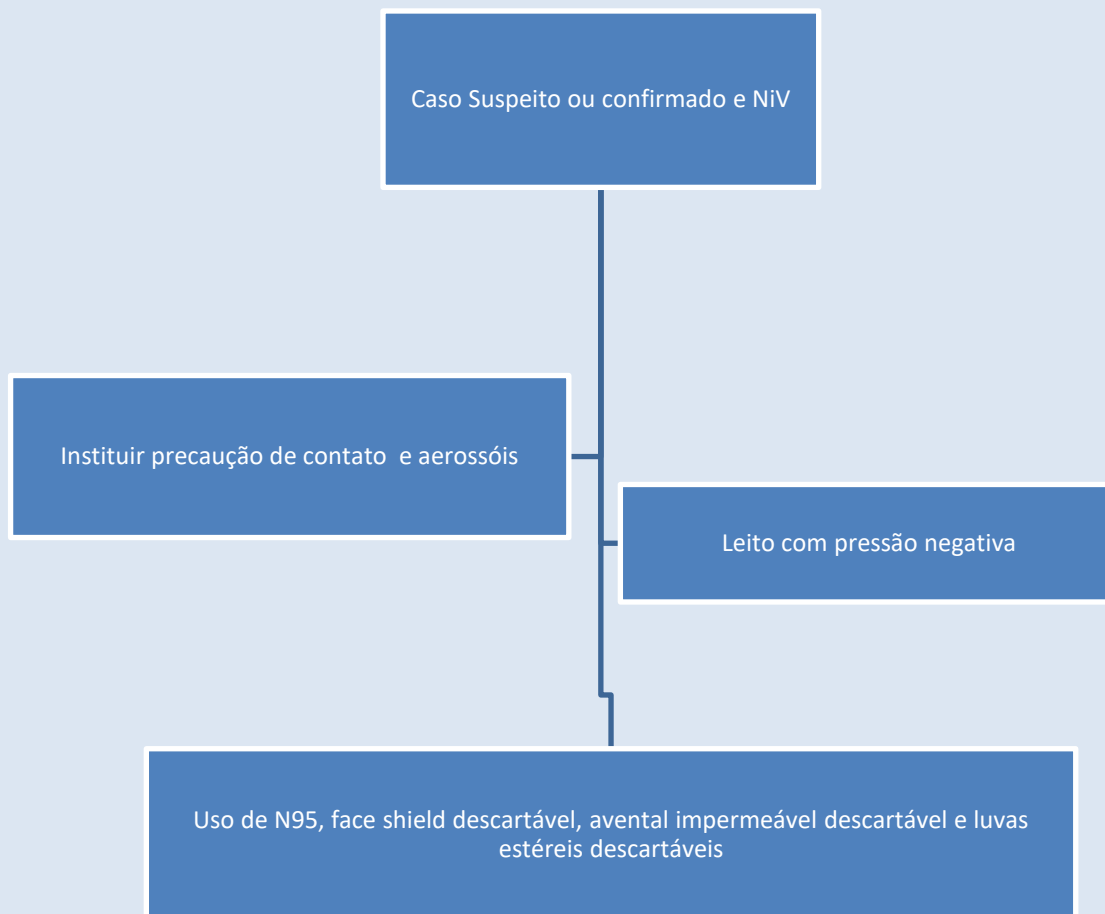 Caso Suspeito ou confirmado e NiV
Instituir precaução de contato  e aerossóis
Leito com pressão negativa
Uso de N95, face shield descartável, avental impermeável descartável e luvas
estéreis descartáveis